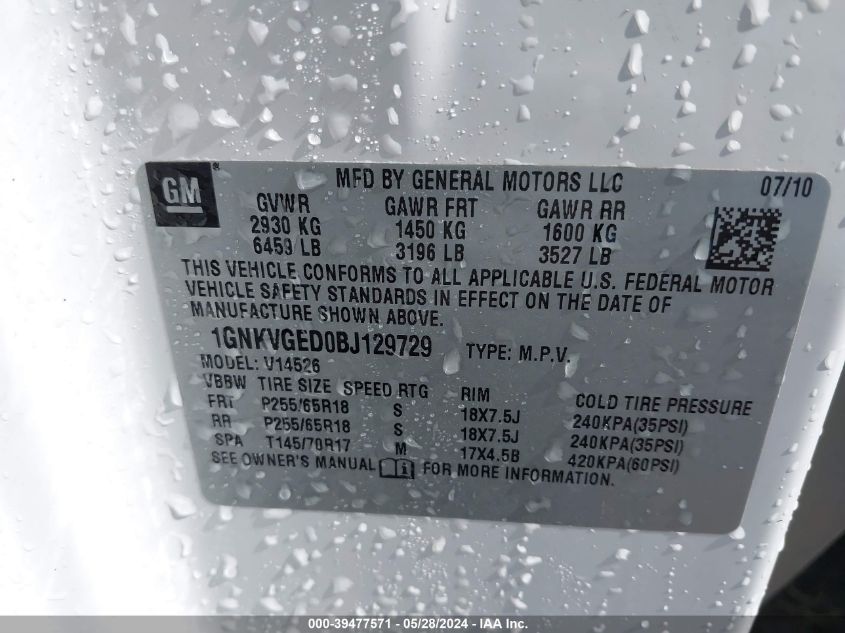 GM MFD BY GENERAL MOTORS LLC 07/10
GVWR GAWR FRT GAWR RR
2930 KG 1450 KG 1600 KG
6459 LB 3196 LB 3527 LB
THIS VEHICLE CONFORMS TO ALL APPLICABLE U.S. FEDERAL MOTOR
VEHICLE SAFETY STANDARDS IN EFFECT ON THE DATE OF
MANUFACTURE SHOWN ABOVE.
1GNKVGED0BJ129729 TYPE: M.P.V.
MODEL: V14526
VBBW TIRE SIZE SPEED RTG RIM COLD TIRE PRESSURE
FRT P255/65R18 S 18X7.5J 240KPA(35PSI)
RR P255/65R18 S 18X7.5J 240KPA(35PSI)
SPA T145/70R17 M 17X4.5B 420KPA(60PSI)
SEE OWNER'S MANUAL FOR MORE INFORMATION.
000-39477571 - 05/28/2024 - IAA Inc.